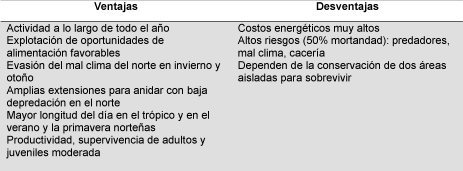 Ventajas
Desventajas
Actividad a lo largo de todo el año
Explotación de oportunidades de
alimentación favorables
Evasión del mal clima del norte en invierno y
otoño
Amplias extensiones para anidar con baja
depredación en el norte
Mayor longitud del día en el trópico y en el
verano y la primavera norteñas
Productividad, supervivencia de adultos y
juveniles moderada
Costos energéticos muy altos
Altos riesgos (50% mortandad): predadores,
mal clima, cacería
Dependen de la conservación de dos áreas
aisladas para sobrevivir